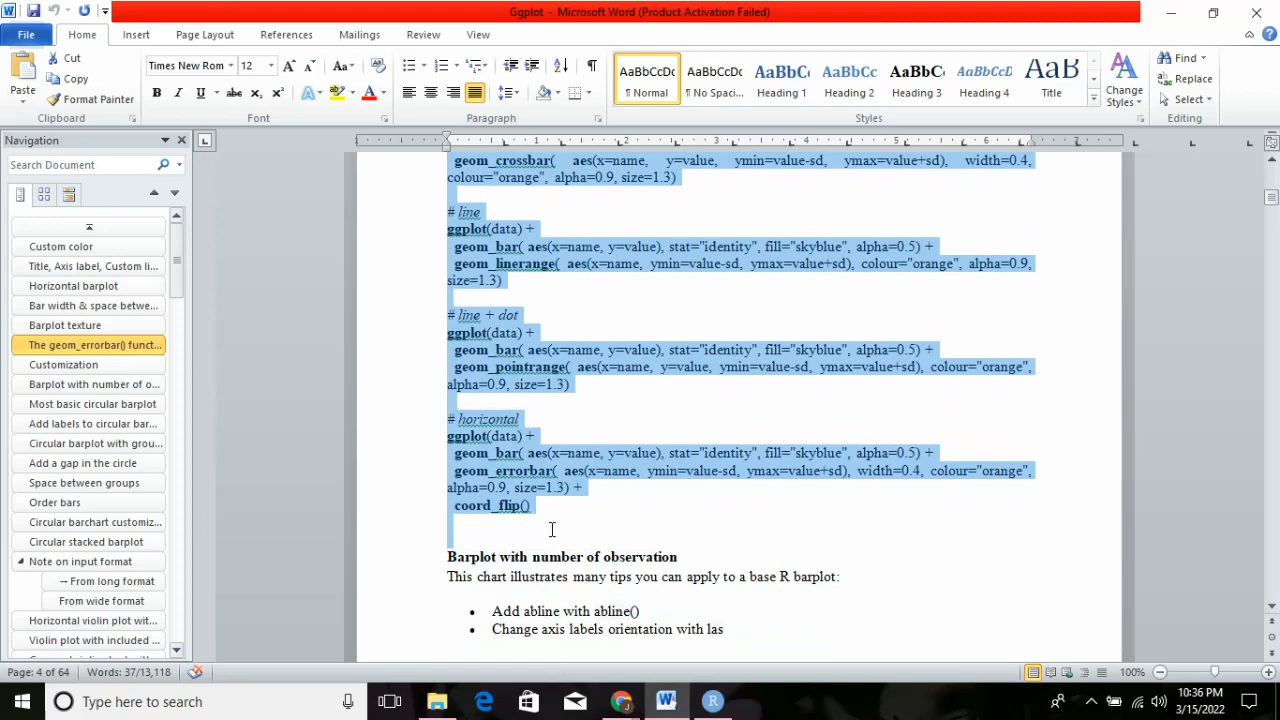 Ggplot - Microsoft Word (Product Activation Failed)
File Home Insert Page Layout References Mailings Review View
Paste
Cut
Copy
Format Painter
Clipboard
Times New Rom 12
Font
Paragraph
AaBbCcDc AaBbCcDc AaBbCc AaBbCc AaBbCc AaBbCcI AaBb
¶ Normal ¶ No Spaci... Heading 1 Heading 2 Heading 3 Heading 4 Title
Change Styles
Styles
Find
Replace
Select
Editing
Navigation
Search Document
Custom color
Title, Axis label, Custom li...
Horizontal barplot
Bar width & space betwe...
Barplot texture
The geom_errorbar() funct...
Customization
Barplot with number of o...
Most basic circular barplot
Add labels to circular bar...
Circular barplot with grou...
Add a gap in the circle
Space between groups
Order bars
Circular barchart customiz...
Circular stacked barplot
Note on input format
→ From long format
From wide format
Horizontal violin plot wit...
Violin plot with included ...
1 2 3 4 5 6 7
geom_crossbar( aes(x=name, y=value, ymin=value-sd, ymax=value+sd), width=0.4,
colour="orange", alpha=0.9, size=1.3)
# line
ggplot(data) +
geom_bar( aes(x=name, y=value), stat="identity", fill="skyblue", alpha=0.5) +
geom_linerange( aes(x=name, ymin=value-sd, ymax=value+sd), colour="orange", alpha=0.9,
size=1.3)
# line + dot
ggplot(data) +
geom_bar( aes(x=name, y=value), stat="identity", fill="skyblue", alpha=0.5) +
geom_pointrange( aes(x=name, y=value, ymin=value-sd, ymax=value+sd), colour="orange",
alpha=0.9, size=1.3)
# horizontal
ggplot(data) +
geom_bar( aes(x=name, y=value), stat="identity", fill="skyblue", alpha=0.5) +
geom_errorbar( aes(x=name, ymin=value-sd, ymax=value+sd), width=0.4, colour="orange",
alpha=0.9, size=1.3) +
coord_flip()
Barplot with number of observation
This chart illustrates many tips you can apply to a base R barplot:
• Add abline with abline()
• Change axis labels orientation with las
Page: 4 of 64 Words: 37/13,118
100%
Type here to search
10:36 PM
3/15/2022